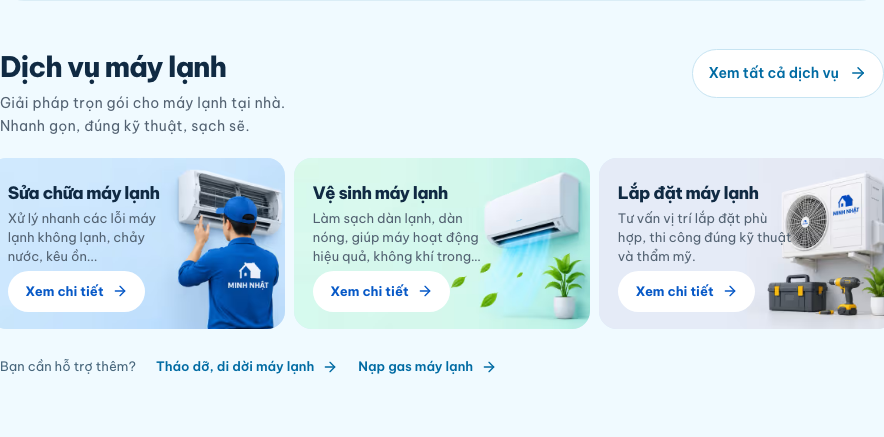 Dịch vụ máy lạnh
Xem tất cả dịch vụ
Giải pháp trọn gói cho máy lạnh tại nhà.
Nhanh gọn, đúng kỹ thuật, sạch sẽ.
Sửa chữa máy lạnh
Xử lý nhanh các lỗi máy
lạnh không lạnh, chảy
nước, kêu ồn...
Xem chi tiết
MINH NHẬT
Vệ sinh máy lạnh
Làm sạch dàn lạnh, dàn
nóng, giúp máy hoạt động
hiệu quả, không khí trong...
Xem chi tiết
Lắp đặt máy lạnh
Tư vấn vị trí lắp đặt phù
hợp, thi công đúng kỹ thuật
và thẩm mỹ.
Xem chi tiết
MINH NHẬT
Bạn cần hỗ trợ thêm?
Tháo dỡ, di dời máy lạnh
Nạp gas máy lạnh